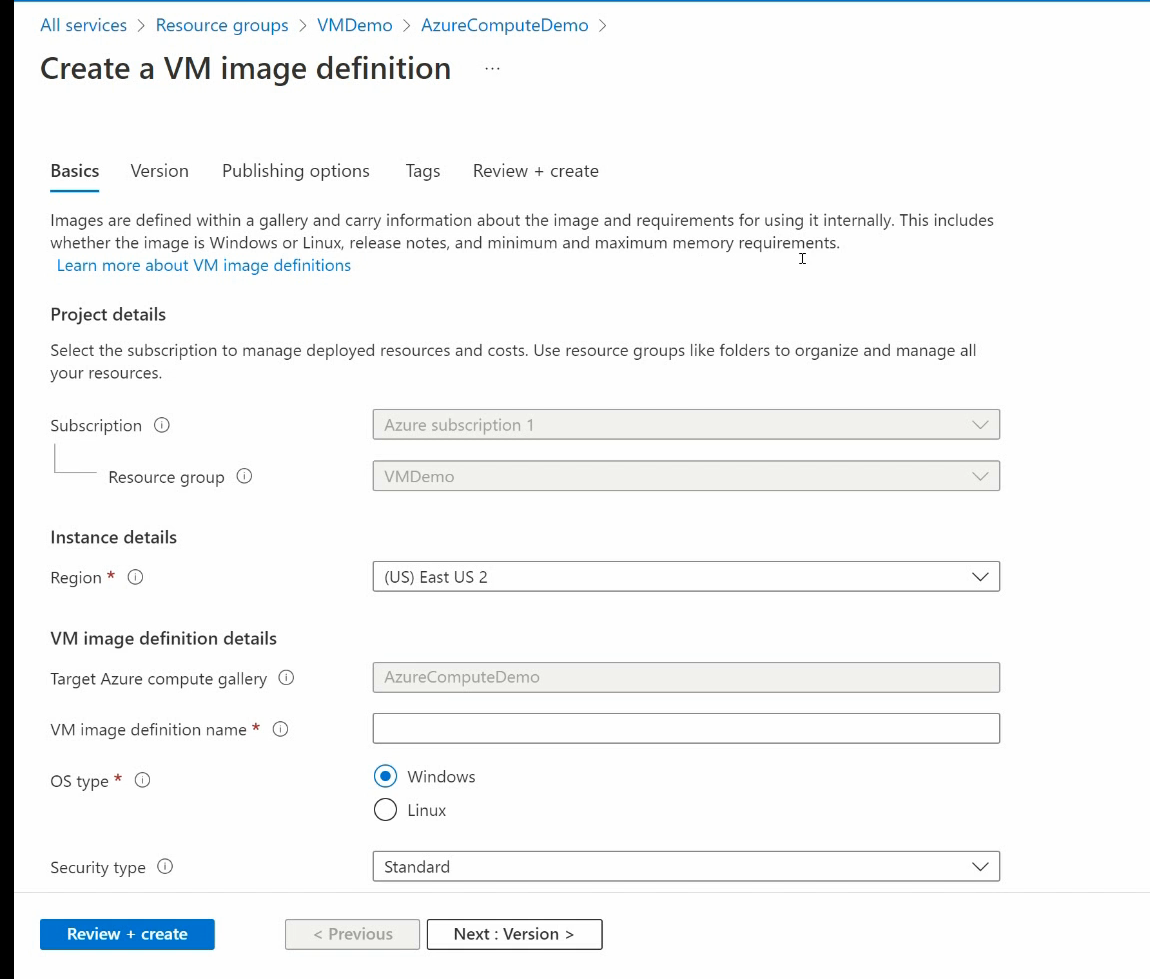 All services > Resource groups > VMDemo > AzureComputeDemo >
Create a VM image definition ...
Basics Version Publishing options Tags Review + create
Images are defined within a gallery and carry information about the image and requirements for using it internally. This includes
whether the image is Windows or Linux, release notes, and minimum and maximum memory requirements.
Learn more about VM image definitions
Project details
Select the subscription to manage deployed resources and costs. Use resource groups like folders to organize and manage all
your resources.
Subscription Azure subscription 1
Resource group VMDemo
Instance details
Region * (US) East US 2
VM image definition details
Target Azure compute gallery AzureComputeDemo
VM image definition name *
OS type * Windows
Linux
Security type Standard
Review + create < Previous Next : Version >